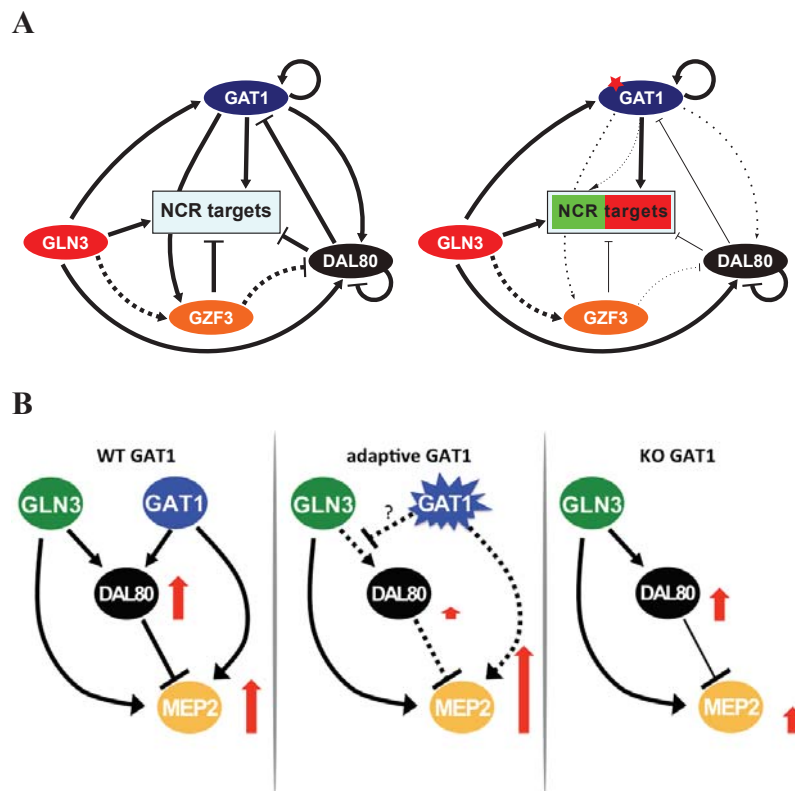 A
GAT1
NCR targets
GLN3
DAL80
GZF3
GAT1
NCR targets
GLN3
DAL80
GZF3
B
WT GAT1
GLN3
GAT1
DAL80
MEP2
adaptive GAT1
GLN3
GAT1
?
DAL80
MEP2
KO GAT1
GLN3
DAL80
MEP2